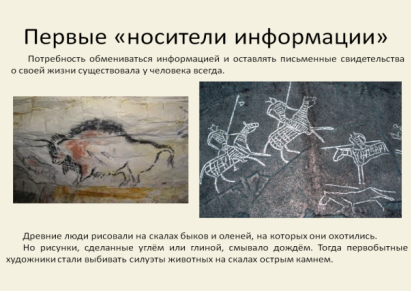 Первые «носители информации»
Потребность обмениваться информацией и оставлять письменные свидетельства
о своей жизни существовала у человека всегда.
Древние люди рисовали на скалах быков и оленей, на которых они охотились.
Но рисунки, сделанные углём или глиной, смывало дождём. Тогда первобытные
художники стали выбивать силуэты животных на скалах острым камнем.